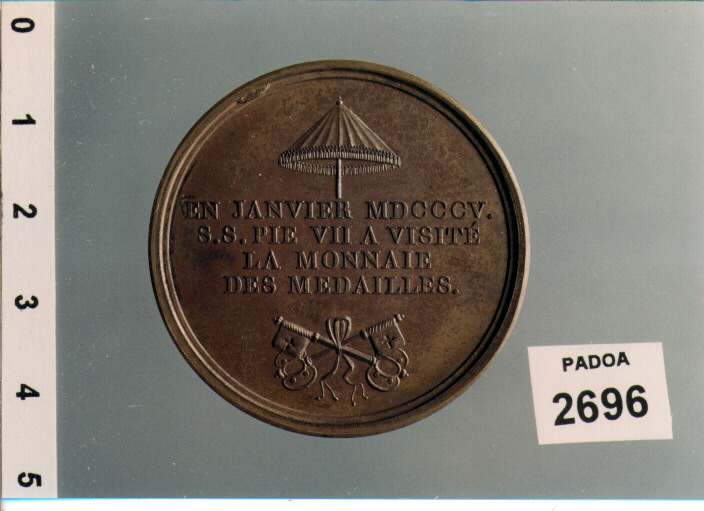 EN JANVIER MDCCCV.
S.S. PIE VII A VISITÉ
LA MONNAIE
DES MEDAILLES.
PADOA
2696
0
1
2
3
4
5